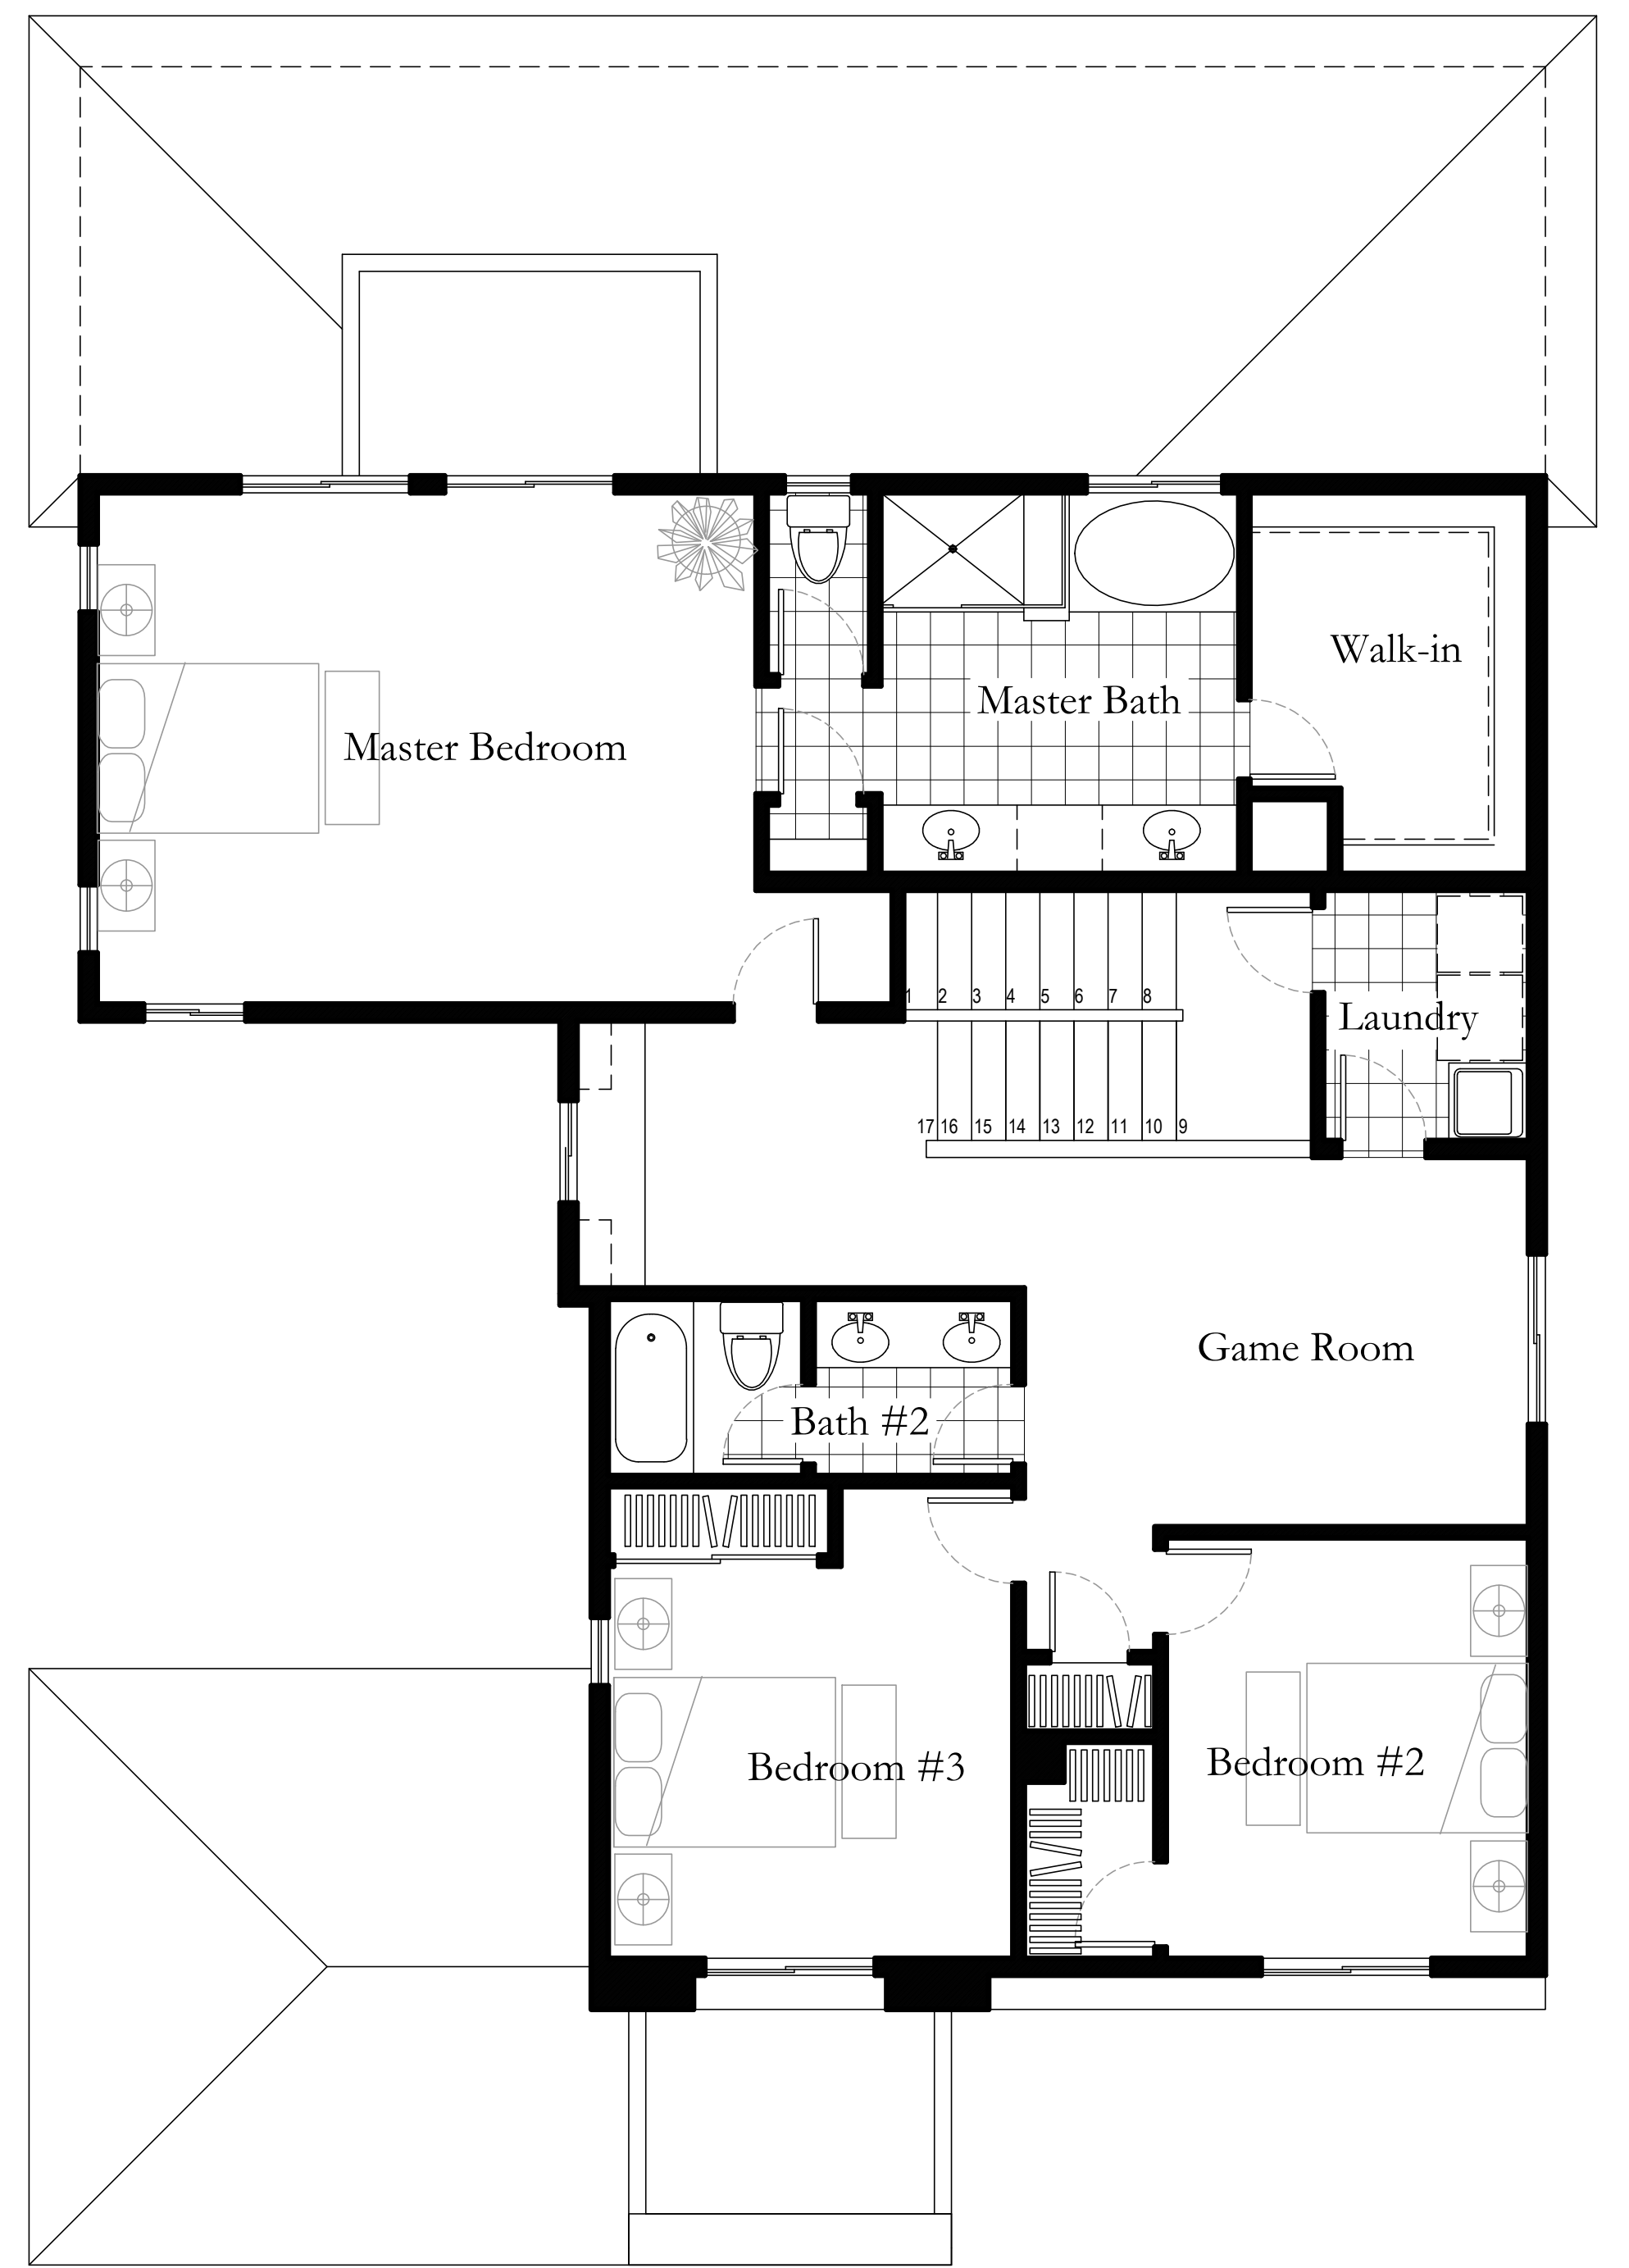 Walk-in
Master Bath
Master Bedroom
1 2 3 4 5 6 7 8
Laundry
17 16 15 14 13 12 11 10 9
Game Room
Bath #2
Bedroom #3
Bedroom #2